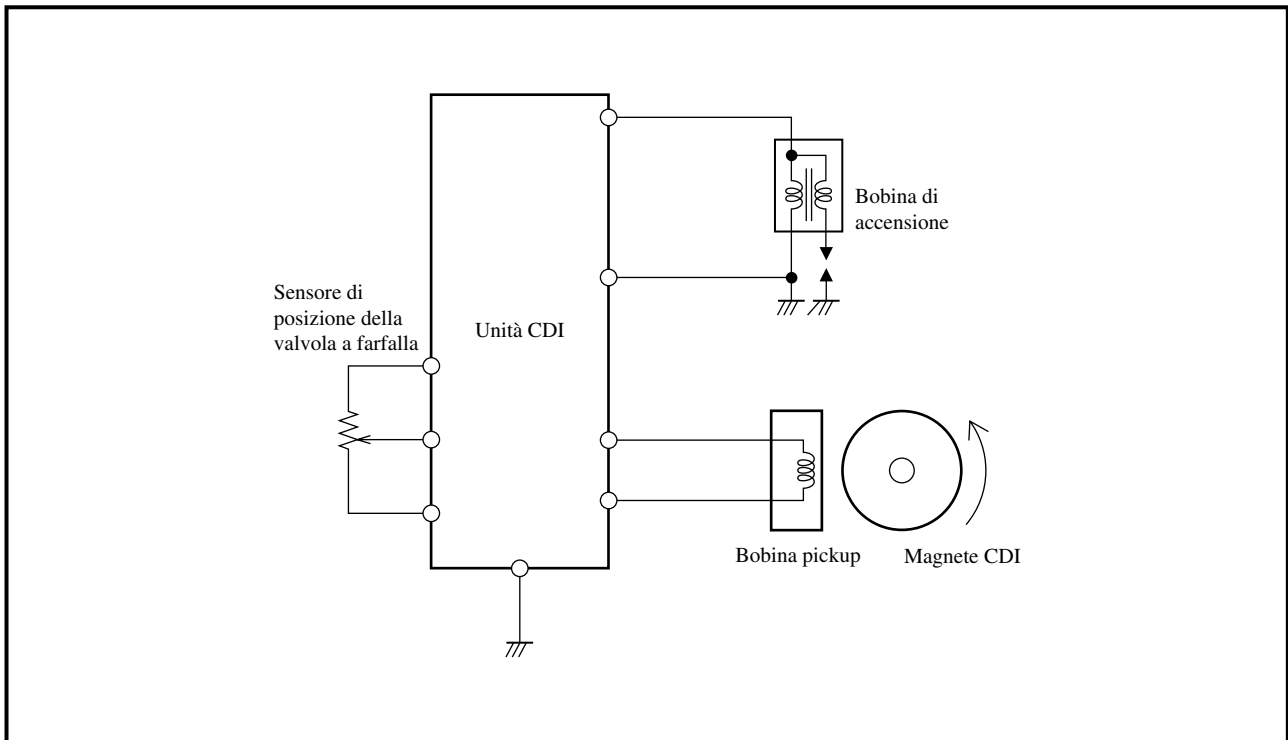 Bobina di
accensione
Sensore di
posizione della
valvola a farfalla
Unità CDI
Bobina pickup
Magnete CDI